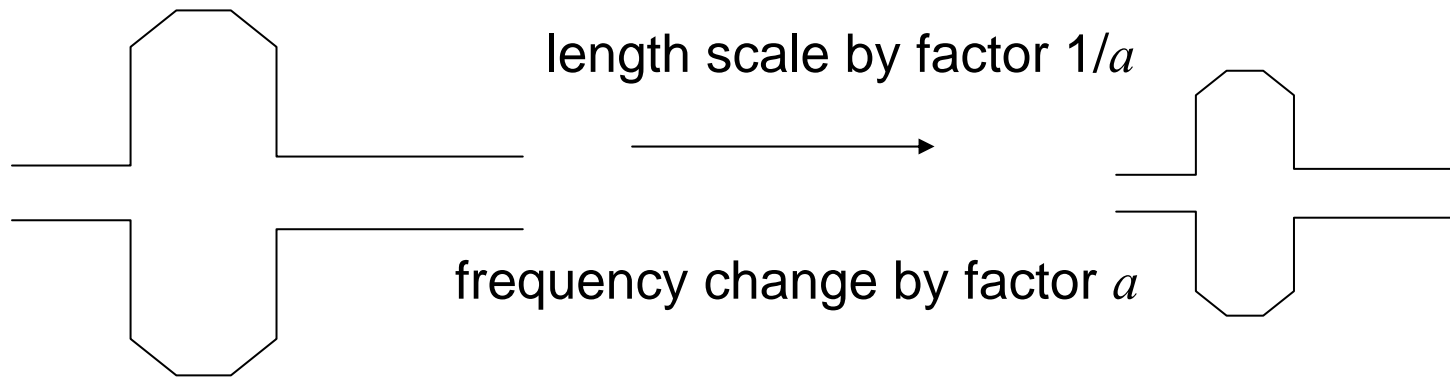 length scale by factor 1/a
frequency change by factor a